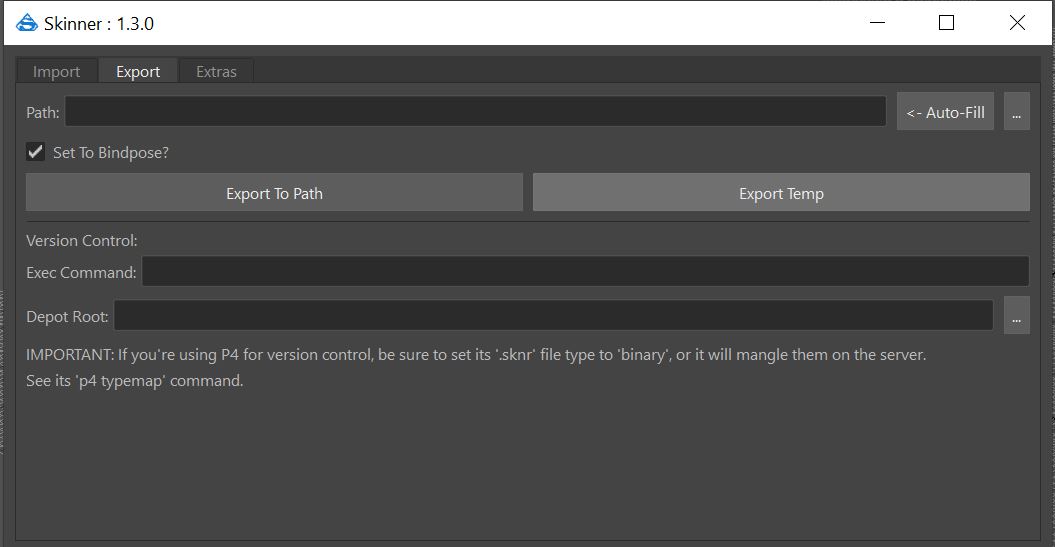 Skinner : 1.3.0
Import Export Extras
Path: <- Auto-Fill ...
Set To Bindpose?
Export To Path Export Temp
Version Control:
Exec Command:
Depot Root: ...
IMPORTANT: If you're using P4 for version control, be sure to set its '.sknr' file type to 'binary', or it will mangle them on the server.
See its 'p4 typemap' command.